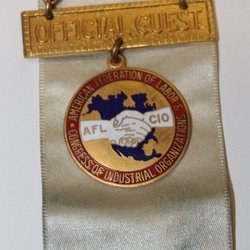 OFFICIAL GUEST
AMERICAN FEDERATION OF LABOR &
AFL CIO
CONGRESS OF INDUSTRIAL ORGANIZATIONS